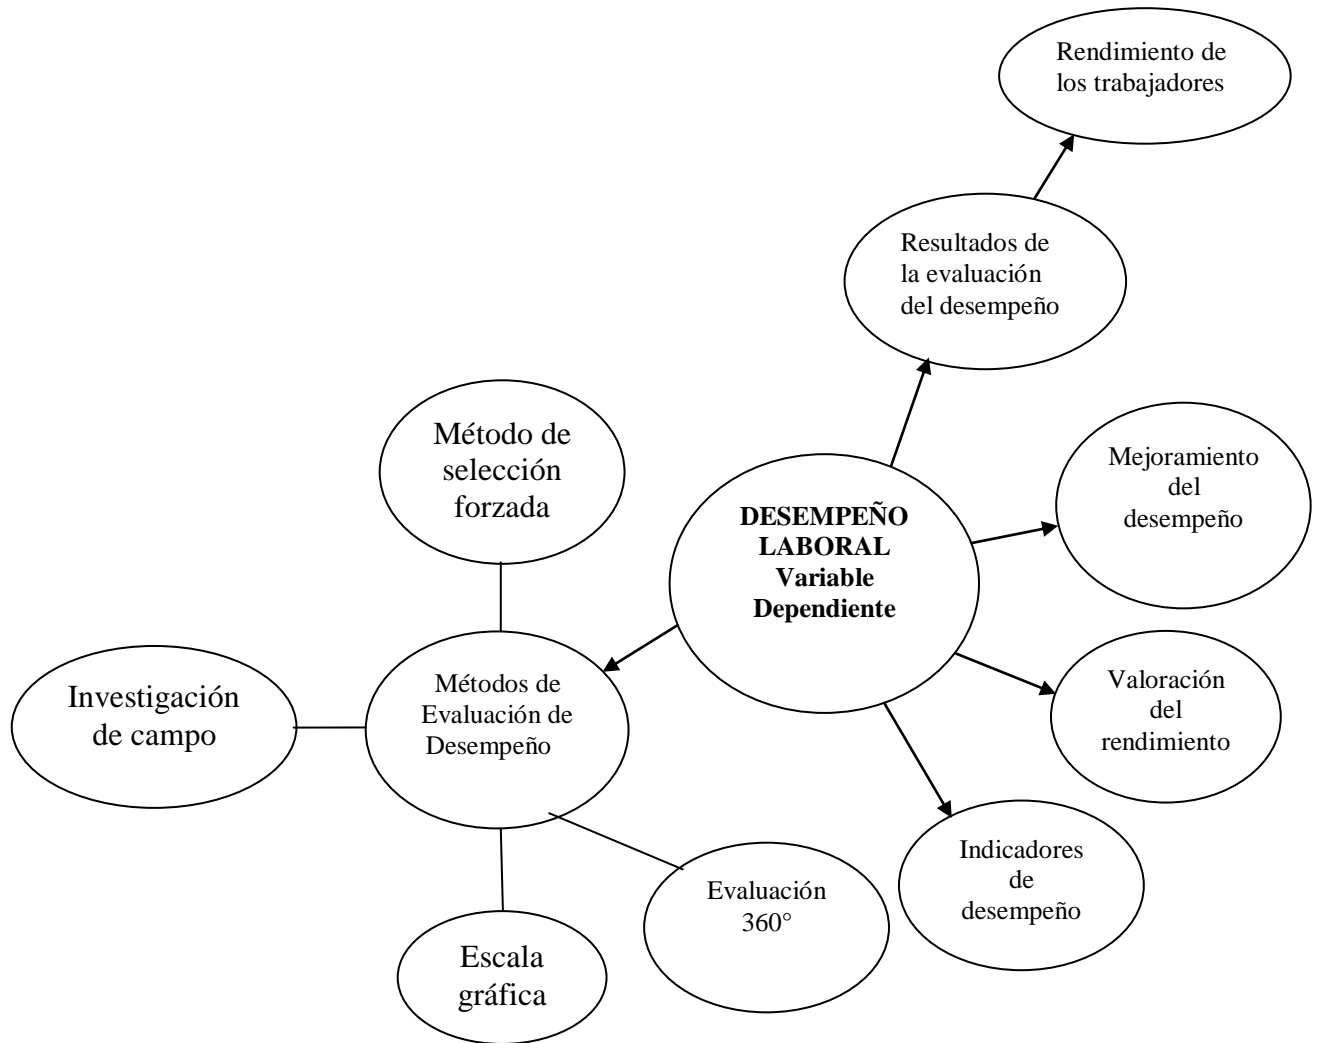 Rendimiento de
los trabajadores
Resultados de
la evaluación
del desempeño
Método de
selección
forzada
Mejoramiento
del
desempeño
DESEMPEÑO
LABORAL
Variable
Dependiente
Investigación
de campo
Métodos de
Evaluación de
Desempeño
Valoración
del
rendimiento
Indicadores
de
desempeño
Evaluación
360°
Escala
gráfica